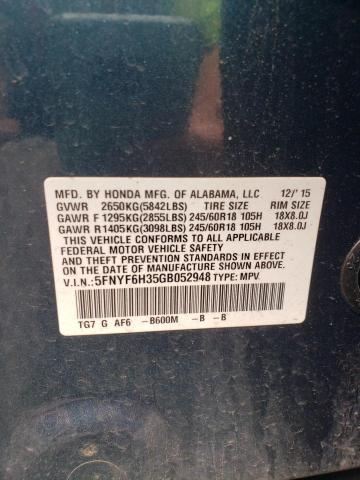 MFD. BY HONDA MFG. OF ALABAMA, LLC 12/'15
GVWR 2650KG(5842LBS) TIRE SIZE RIM SIZE
GAWR F 1295KG(2855LBS) 245/60R18 105H 18X8.0J
GAWR R 1405KG(3098LBS) 245/60R18 105H 18X8.0J
THIS VEHICLE CONFORMS TO ALL APPLICABLE
FEDERAL MOTOR VEHICLE SAFETY
AND THEFT PREVENTION STANDARDS IN EFFECT
ON THE DATE OF MANUFACTURE SHOWN ABOVE.
V.I.N.:5FNYF6H35GB052948 TYPE: MPV
TG7 G AF6 -B600M -B -B